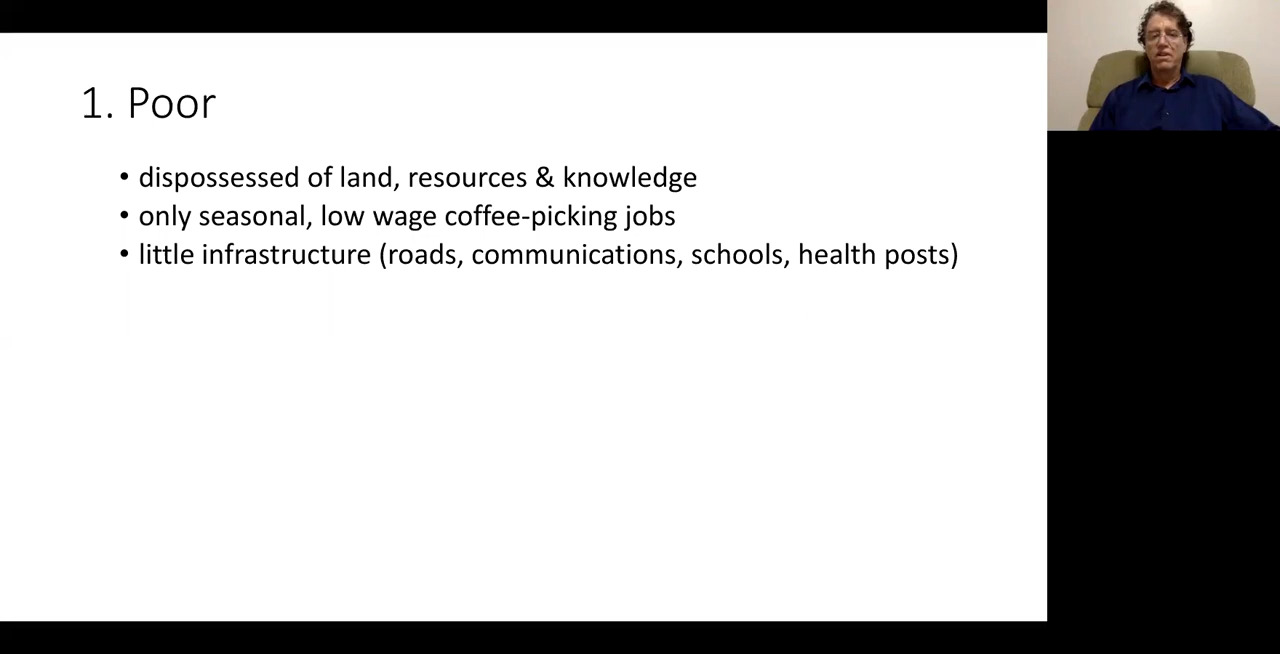 1. Poor
• dispossessed of land, resources & knowledge
• only seasonal, low wage coffee-picking jobs
• little infrastructure (roads, communications, schools, health posts)